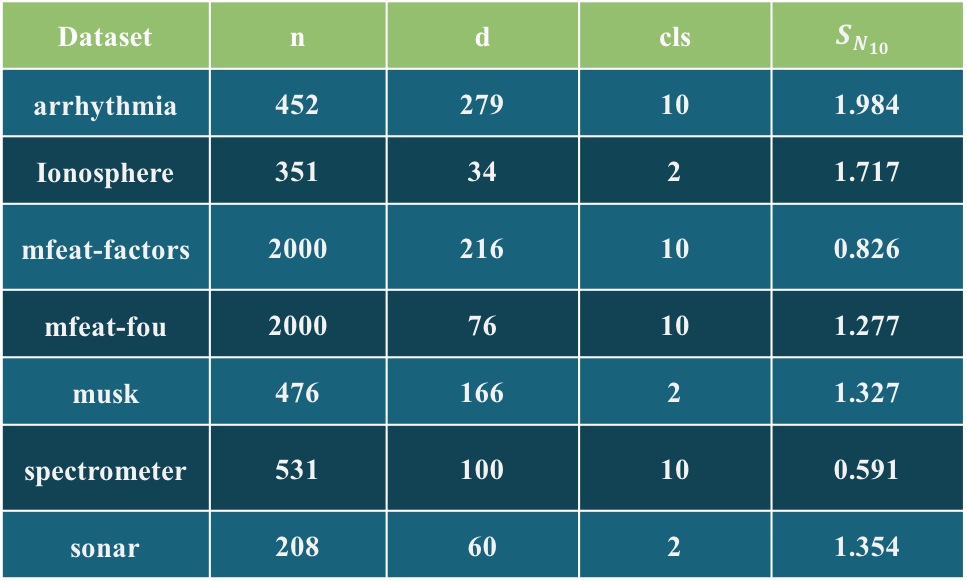 Dataset n d cls S_{N_{10}}
arrhythmia 452 279 10 1.984
Ionosphere 351 34 2 1.717
mfeat-factors 2000 216 10 0.826
mfeat-fou 2000 76 10 1.277
musk 476 166 2 1.327
spectrometer 531 100 10 0.591
sonar 208 60 2 1.354